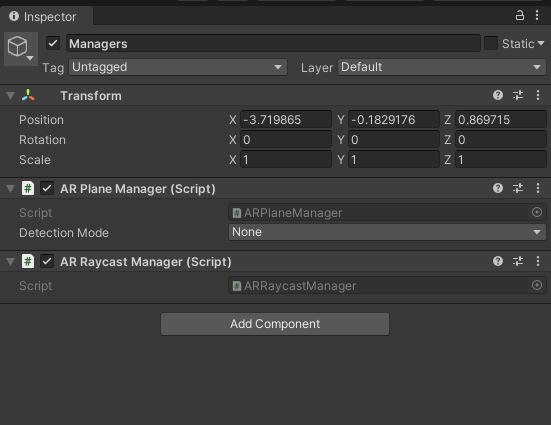 Inspector
Managers Static
Tag Untagged Layer Default
Transform
Position X -3.719865 Y -0.1829176 Z 0.869715
Rotation X 0 Y 0 Z 0
Scale X 1 Y 1 Z 1
# AR Plane Manager (Script)
Script ARPlaneManager
Detection Mode None
# AR Raycast Manager (Script)
Script ARRaycastManager
Add Component